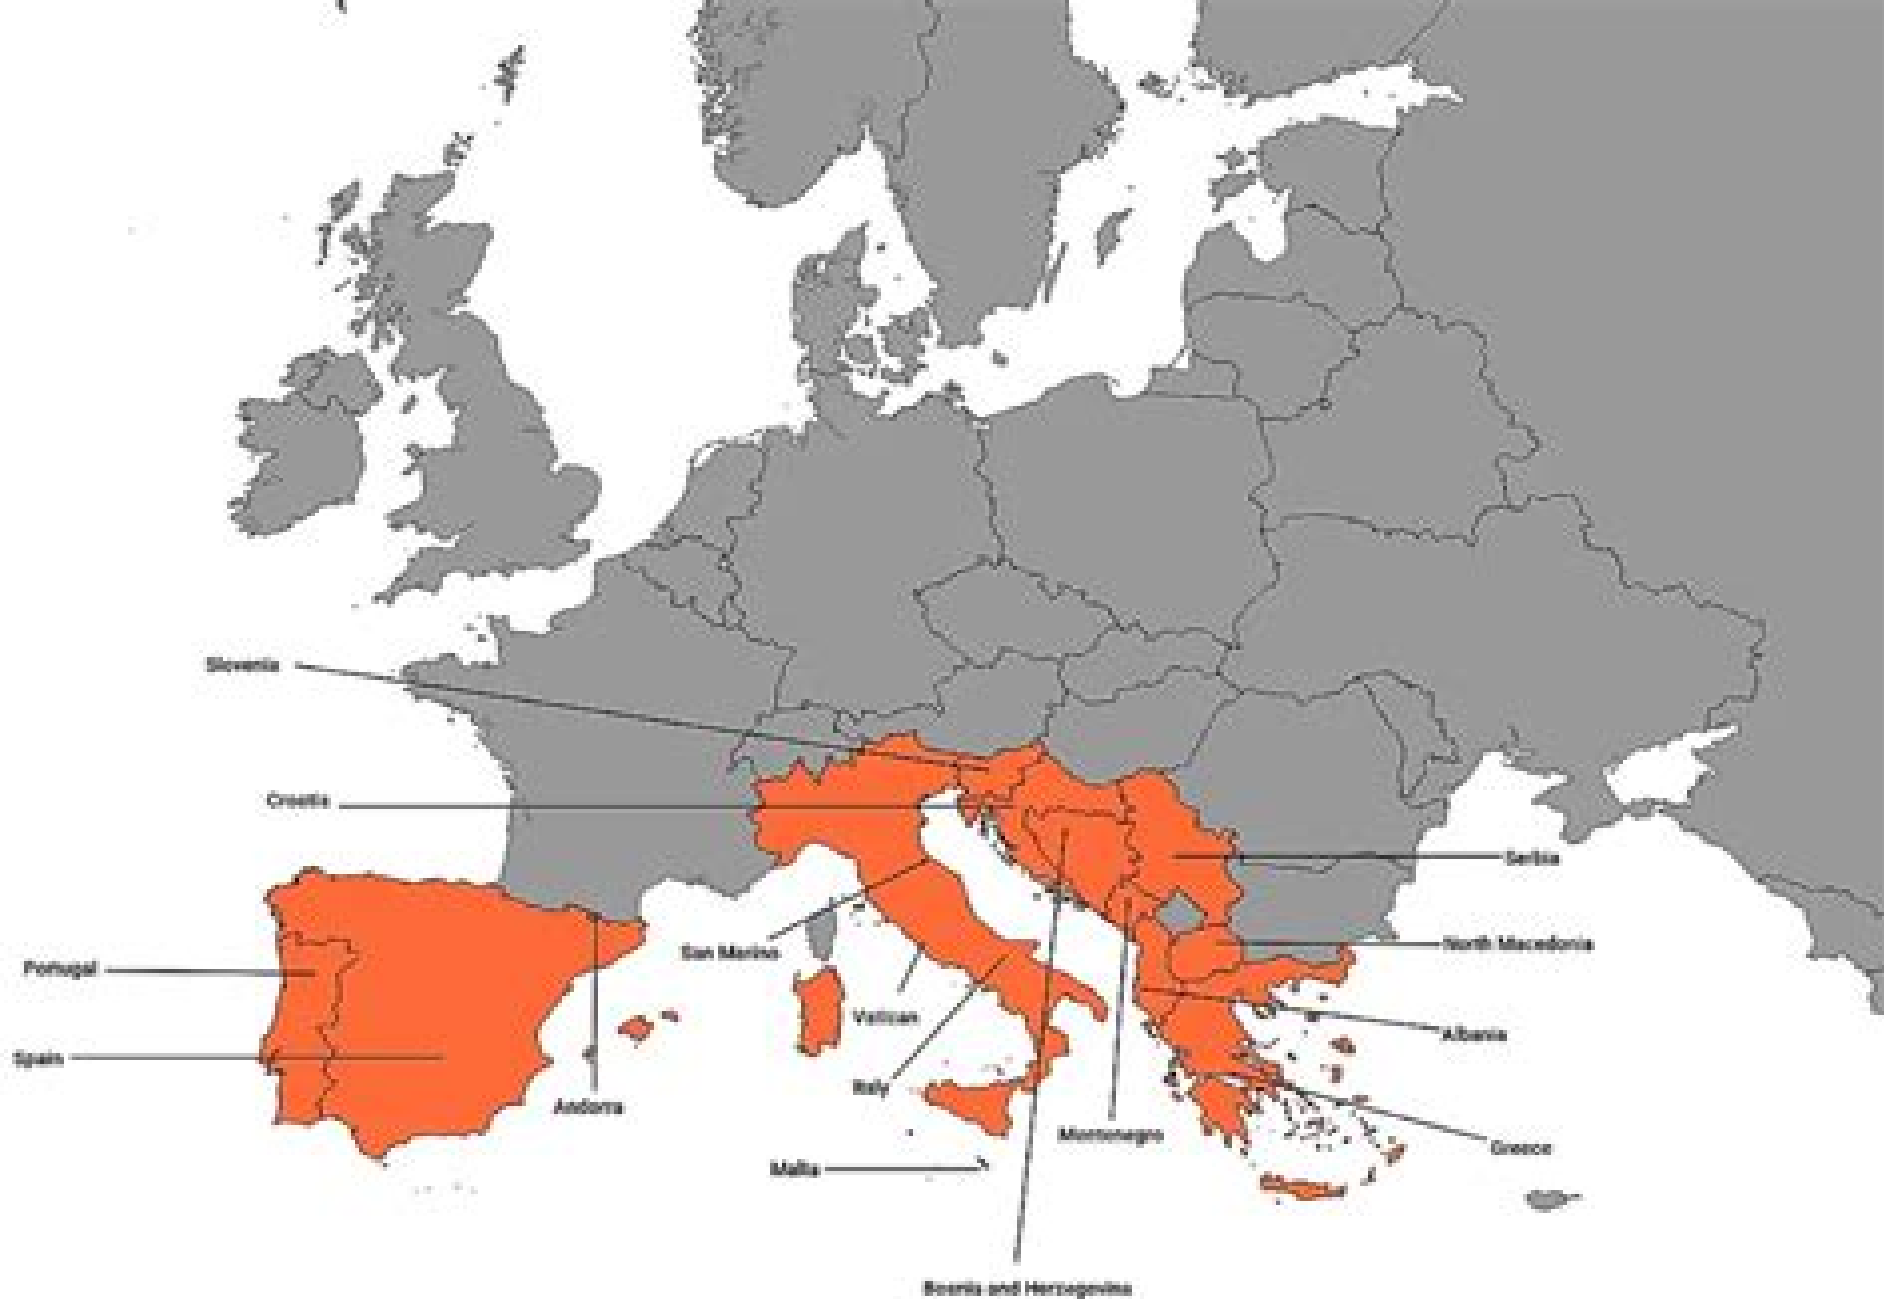 Slovenia
Croatia
Serbia
San Marino
North Macedonia
Portugal
Vatican
Albania
Spain
Italy
Andorra
Montenegro
Greece
Malta
Bosnia and Herzegovina